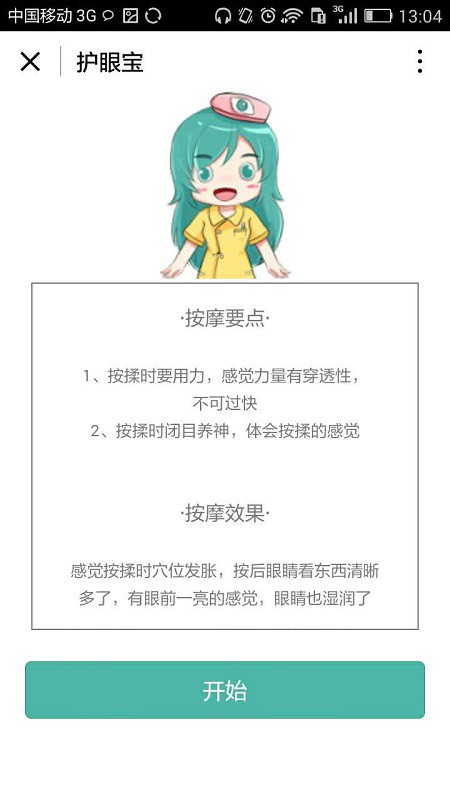 中国移动 3G 3G 13:04
护眼宝
·按摩要点·
1、按揉时要用力，感觉力量有穿透性，
不可过快
2、按揉时闭目养神，体会按揉的感觉
·按摩效果·
感觉按揉时穴位发胀，按后眼睛看东西清晰
多了，有眼前一亮的感觉，眼睛也湿润了
开始